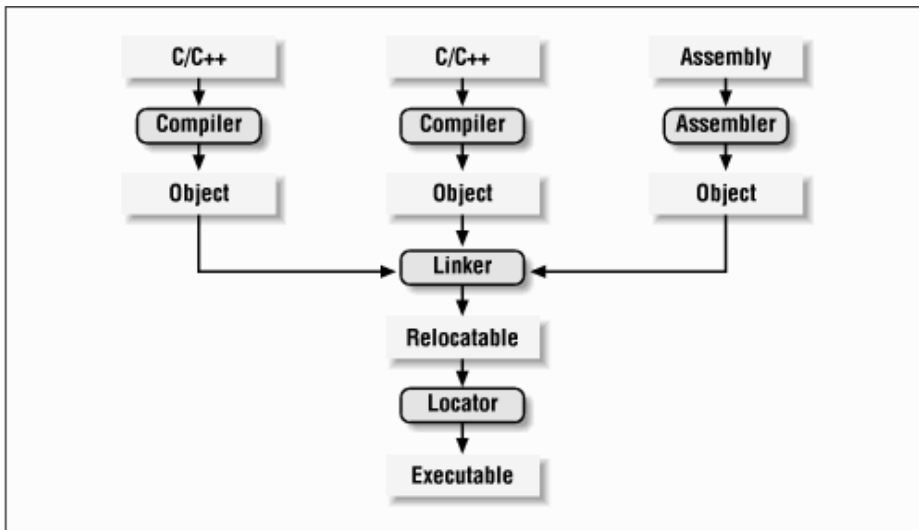 C/C++
C/C++
Assembly
Compiler
Compiler
Assembler
Object
Object
Object
Linker
Relocatable
Locator
Executable